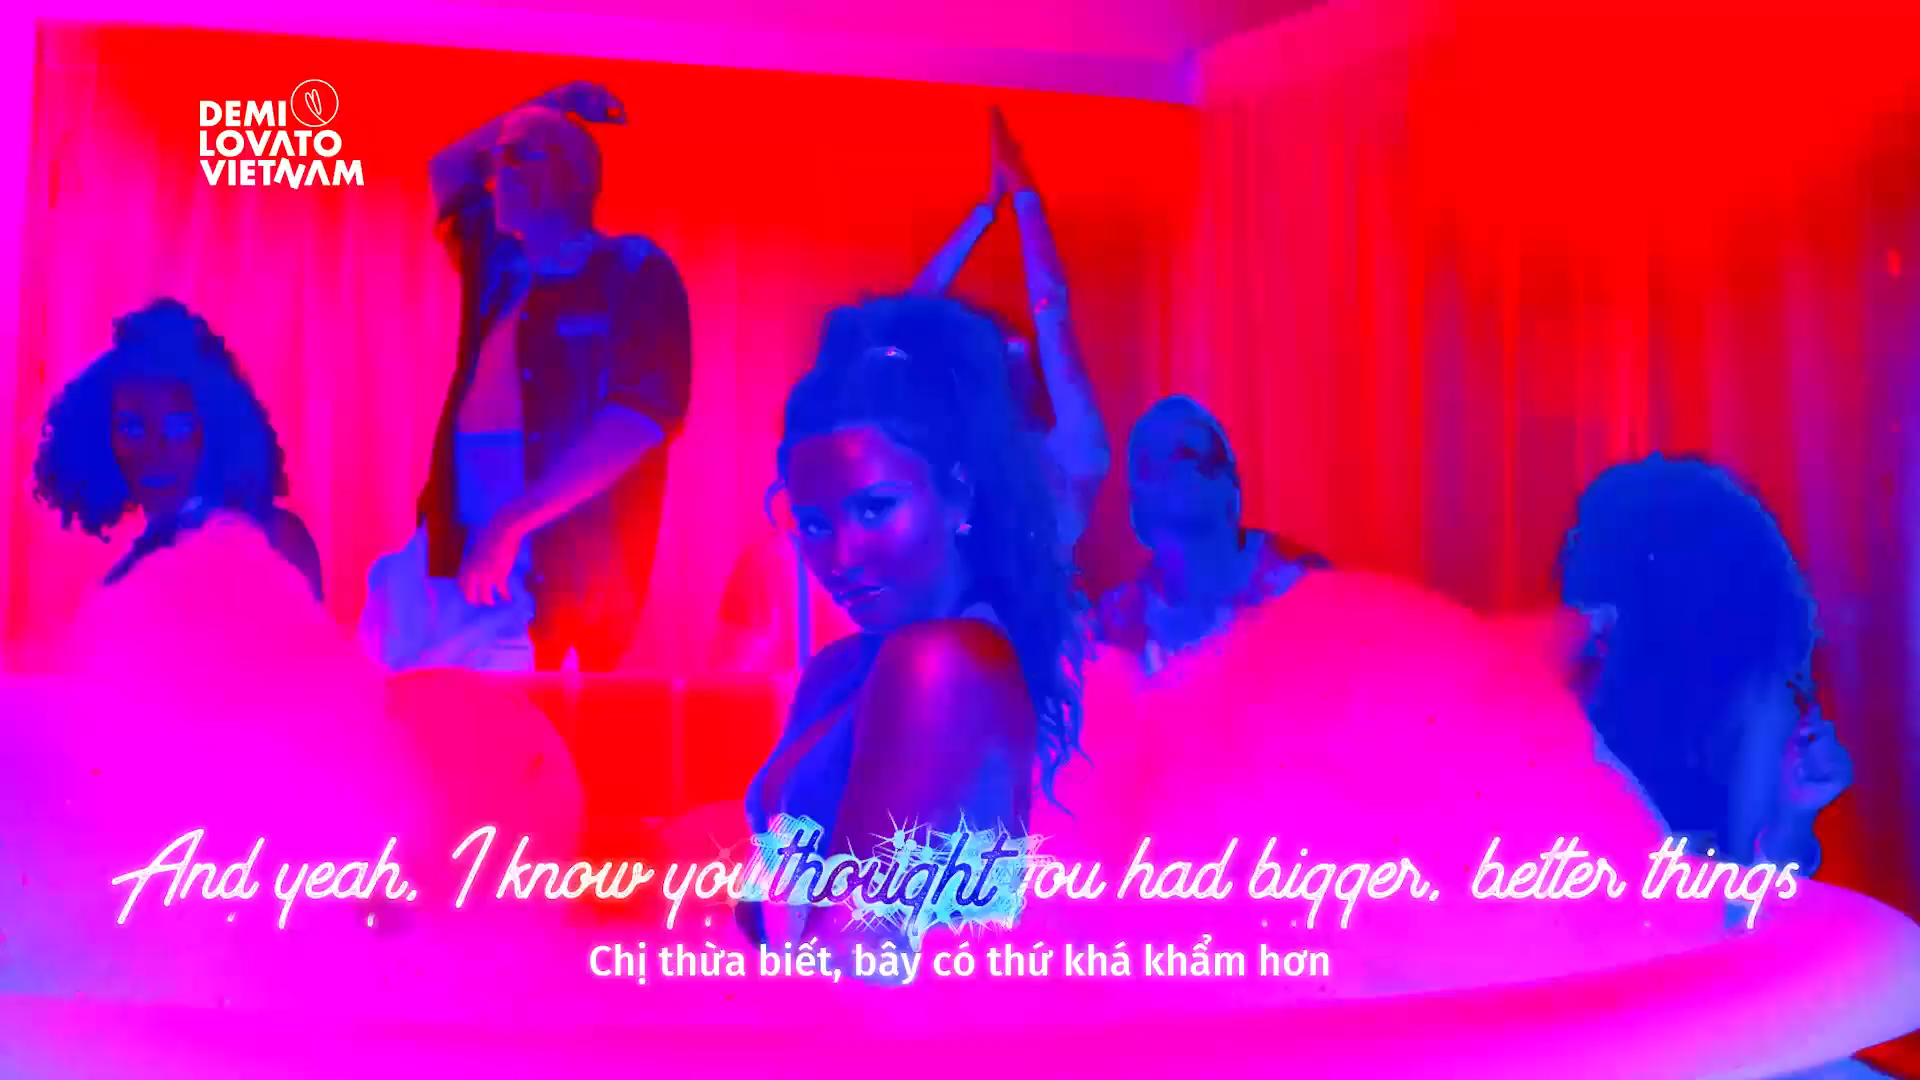 DEMI
LOVATO
VIETNAM
And yeah, I know you thought you had bigger, better things
Chị thừa biết, bây có thứ khá khẩm hơn